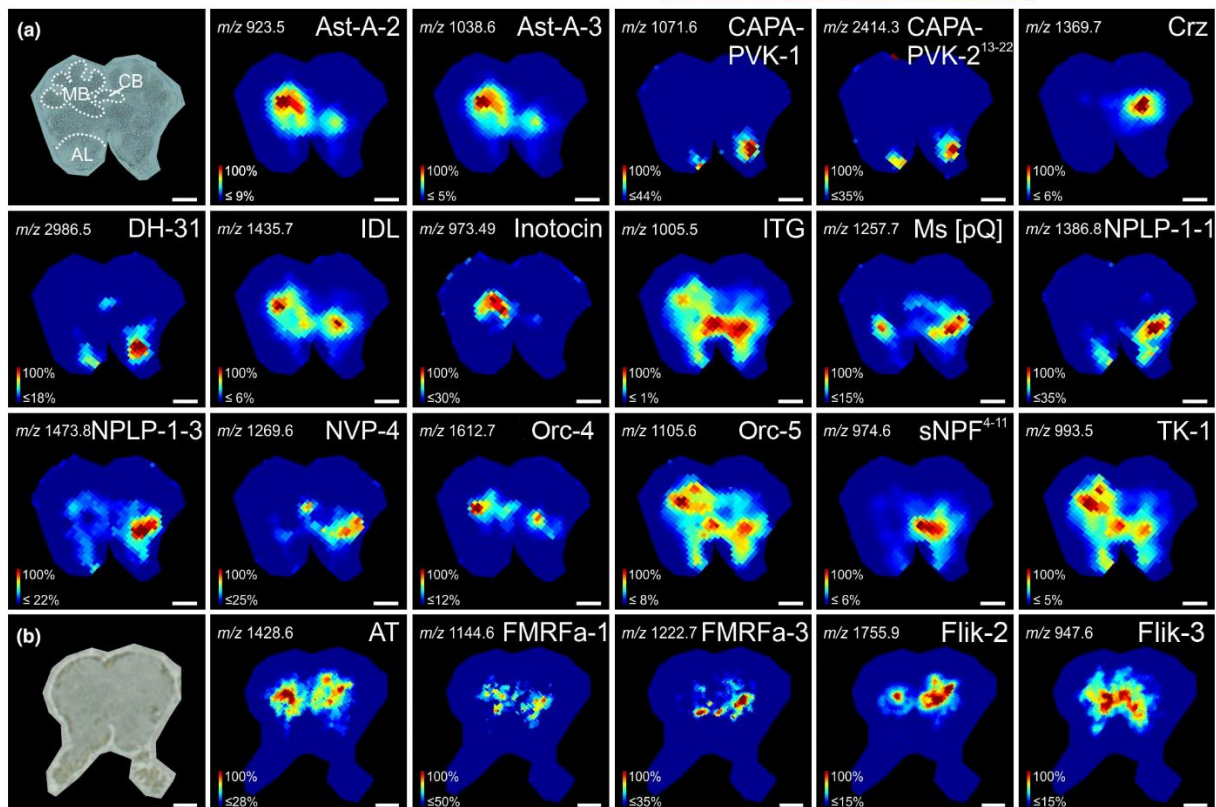 (a)
MB
CB
AL
m/z 923.5 Ast-A-2
100%
≤ 9%
m/z 1038.6 Ast-A-3
100%
≤ 5%
m/z 1071.6 CAPA-
PVK-1
100%
≤44%
m/z 2414.3 CAPA-
PVK-2¹³⁻²²
100%
≤35%
m/z 1369.7 Crz
100%
≤ 6%
m/z 2986.5 DH-31
100%
≤18%
m/z 1435.7 IDL
100%
≤ 6%
m/z 973.49 Inotocin
100%
≤30%
m/z 1005.5 ITG
100%
≤ 1%
m/z 1257.7 Ms [pQ]
100%
≤15%
m/z 1386.8 NPLP-1-1
100%
≤35%
m/z 1473.8 NPLP-1-3
100%
≤ 22%
m/z 1269.6 NVP-4
100%
≤25%
m/z 1612.7 Orc-4
100%
≤12%
m/z 1105.6 Orc-5
100%
≤ 8%
m/z 974.6 sNPF⁴⁻¹¹
100%
≤ 6%
m/z 993.5 TK-1
100%
≤ 5%
(b)
m/z 1428.6 AT
100%
≤28%
m/z 1144.6 FMRFa-1
100%
≤50%
m/z 1222.7 FMRFa-3
100%
≤35%
m/z 1755.9 Flik-2
100%
≤15%
m/z 947.6 Flik-3
100%
≤15%